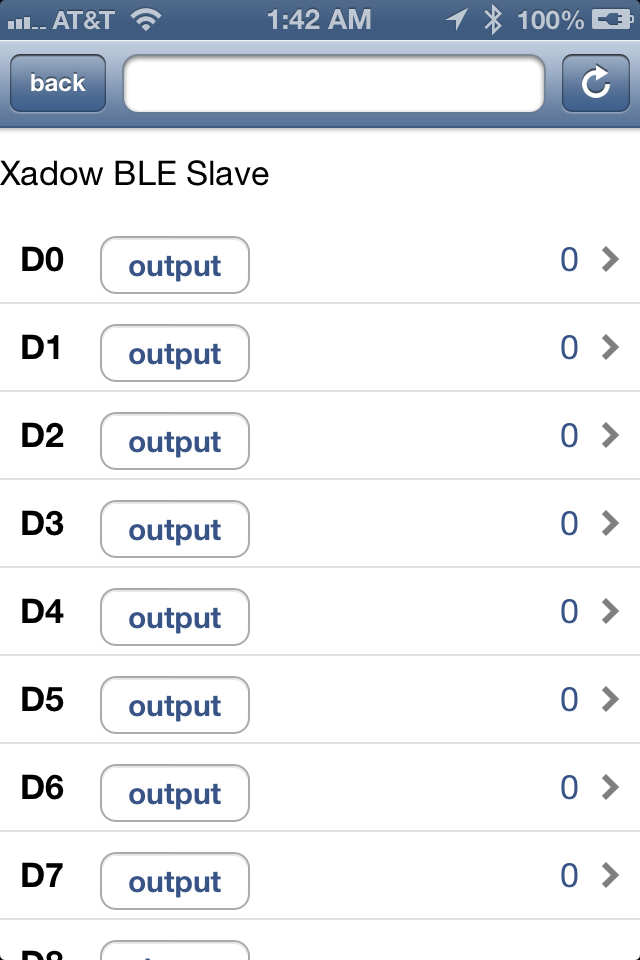 AT&T 1:42 AM 100%
back
Xadow BLE Slave
D0 output 0
D1 output 0
D2 output 0
D3 output 0
D4 output 0
D5 output 0
D6 output 0
D7 output 0
D8